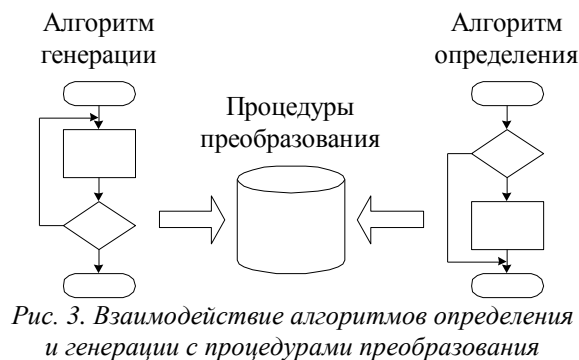 Алгоритм
генерации
Процедуры
преобразования
Алгоритм
определения
Рис. 3. Взаимодействие алгоритмов определения
и генерации с процедурами преобразования